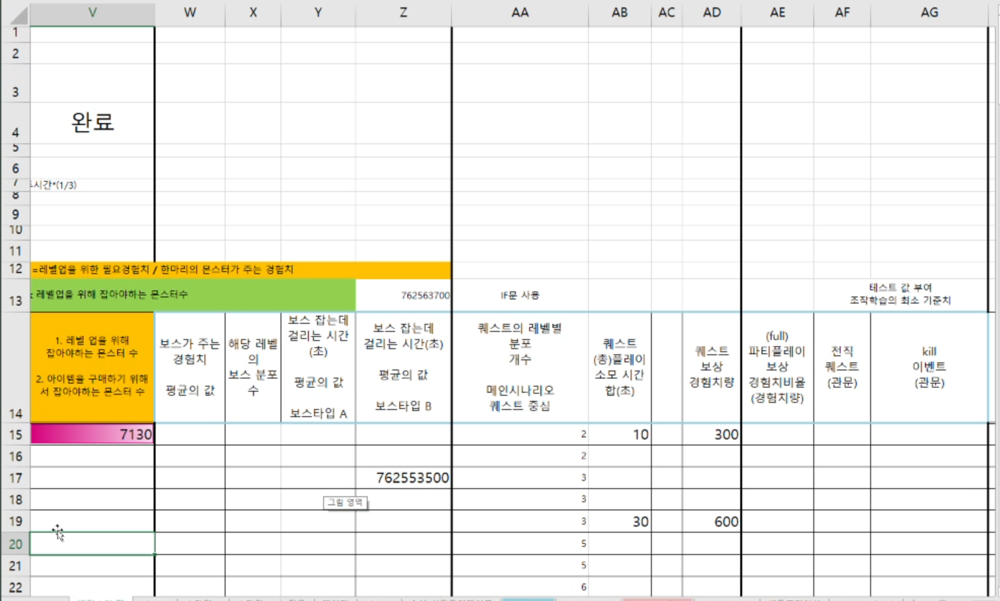 V W X Y Z AA AB AC AD AE AF AG
1
2
3
4 완료
5
6
7 시간*(1/3)
8
9
10
11
12 =레벨업을 위한 필요경험치 / 한마리의 몬스터가 주는 경험치
13 레벨업을 위해 잡아야하는 몬스터수 762563700 IF문 사용
테스트 값 부여
조작학습의 최소 기준치
14
1. 레벨 업을 위해
잡아야하는 몬스터 수
2. 아이템을 구매하기 위해
서 잡아야하는 몬스터 수
보스가 주는
경험치
평균의 값
해당 레벨
의
보스 분포
수
보스 잡는데
걸리는 시간
(초)
평균의 값
보스타입 A
보스 잡는데
걸리는 시간(초)
평균의 값
보스타입 B
퀘스트의 레벨별
분포
개수
메인시나리오
퀘스트 중심
퀘스트
(총)플레이
소모 시간
합(초)
퀘스트
보상
경험치량
(full)
파티플레이
보상
경험치비율
(경험치량)
전직
퀘스트
(관문)
kill
이벤트
(관문)
15 7130 2 10 300
16 2
17 762553500 3
18 3
그림 영역
19 3 30 600
20 5
21 5
22 6